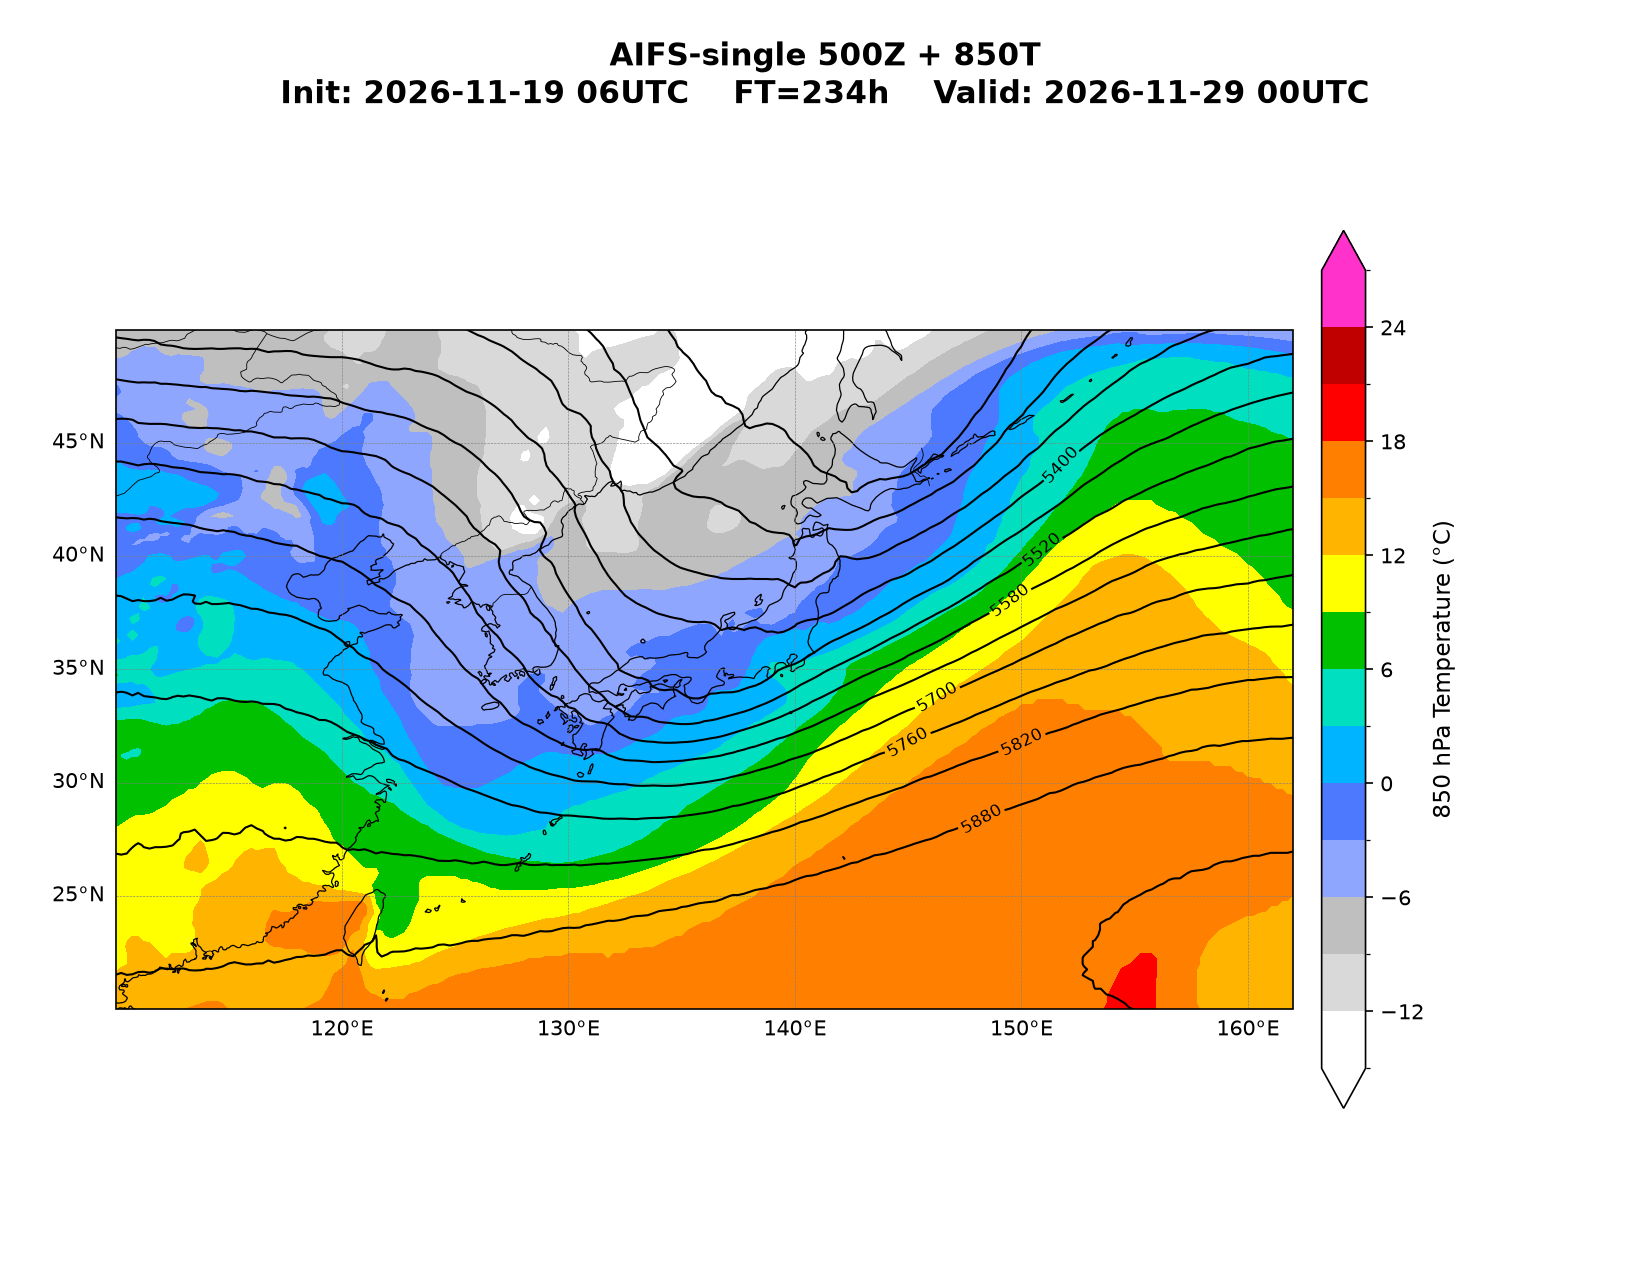 AIFS-single 500Z + 850T
Init: 2026-11-19 06UTC    FT=234h    Valid: 2026-11-29 00UTC
24
18
12
6
0
−6
−12
850 hPa Temperature (°C)
45°N
40°N
35°N
30°N
25°N
5400
5520
5580
5700
5760
5820
5880
120°E
130°E
140°E
150°E
160°E